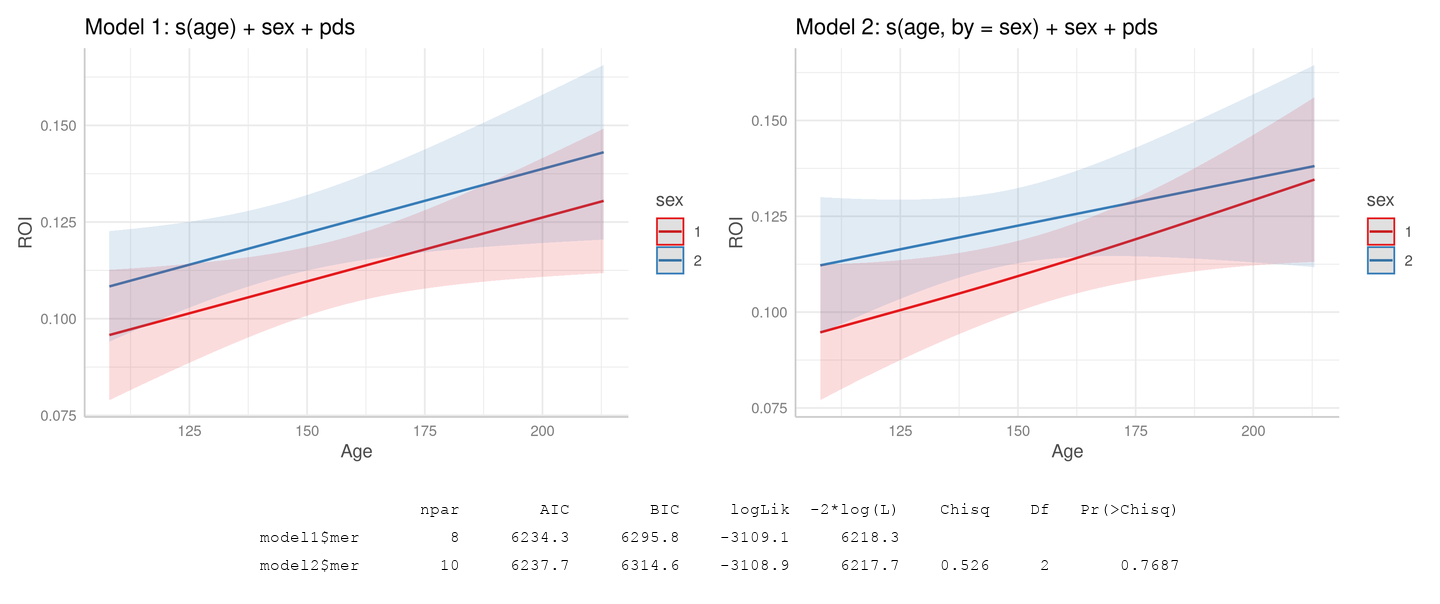 Model 1: s(age) + sex + pds
0.150
0.125
0.100
0.075
ROI
125 150 175 200
Age
sex
1
2
Model 2: s(age, by = sex) + sex + pds
0.150
0.125
0.100
0.075
ROI
125 150 175 200
Age
sex
1
2
npar AIC BIC logLik -2*log(L) Chisq Df Pr(>Chisq)
model1$mer 8 6234.3 6295.8 -3109.1 6218.3
model2$mer 10 6237.7 6314.6 -3108.9 6217.7 0.526 2 0.7687